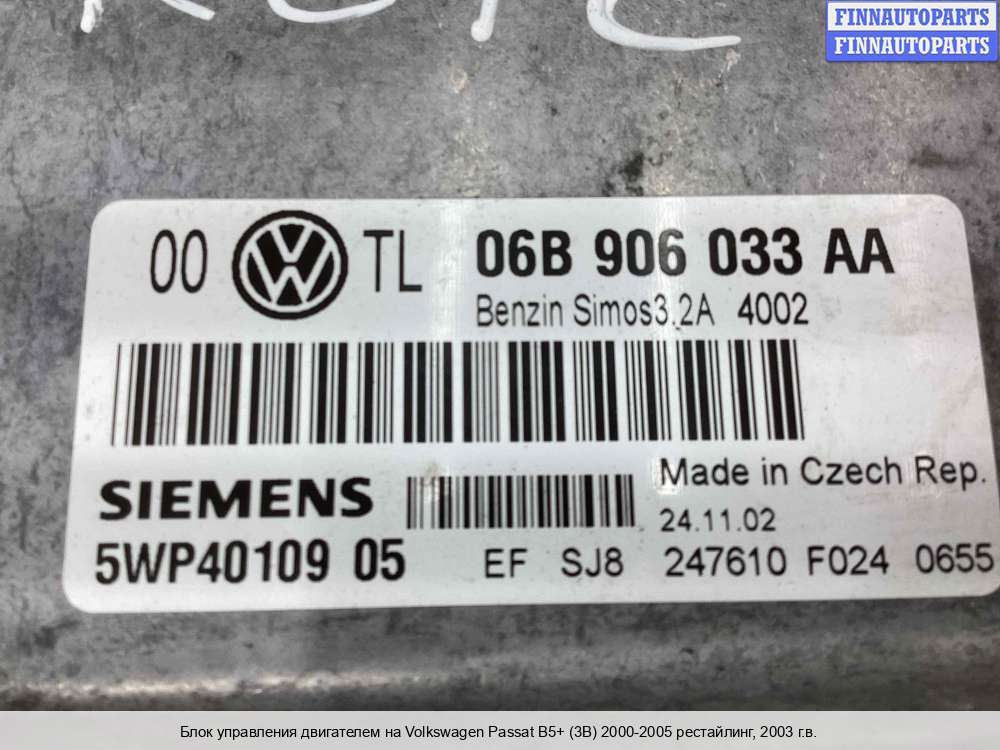 FINNAUTOPARTS
FINNAUTOPARTS
00 TL 06B 906 033 AA
Benzin Simos3.2A 4002
SIEMENS
Made in Czech Rep.
24.11.02
5WP40109 05
EF SJ8 247610 F024 0655
Блок управления двигателем на Volkswagen Passat B5+ (3B) 2000-2005 рестайлинг, 2003 г.в.